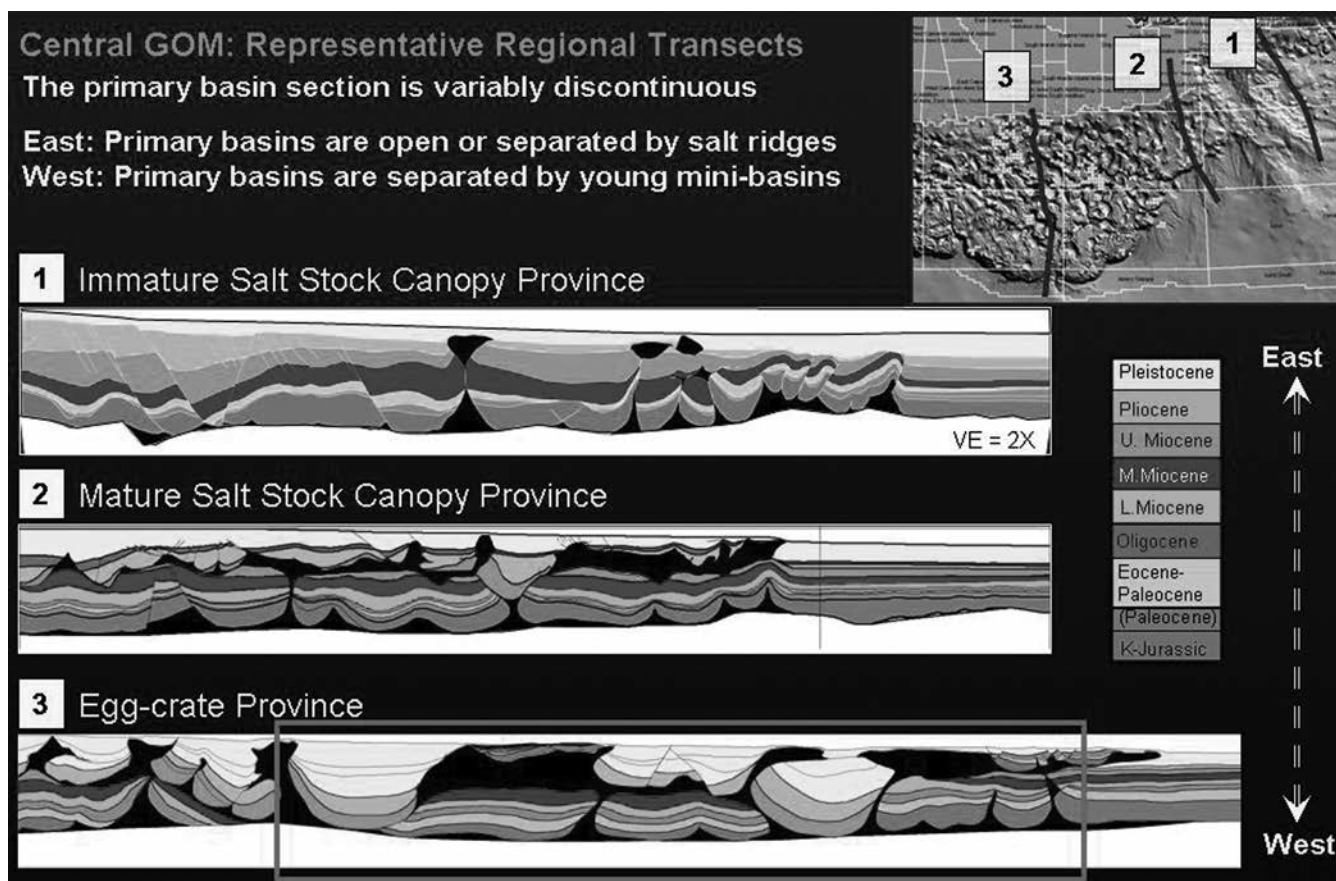 Central GOM: Representative Regional Transects
The primary basin section is variably discontinuous
East: Primary basins are open or separated by salt ridges
West: Primary basins are separated by young mini-basins
1
2
3
1 Immature Salt Stock Canopy Province
VE = 2X
2 Mature Salt Stock Canopy Province
3 Egg-crate Province
Pleistocene
Pliocene
U. Miocene
M.Miocene
L.Miocene
Oligocene
Eocene-
Paleocene
(Paleocene)
K-Jurassic
East
West